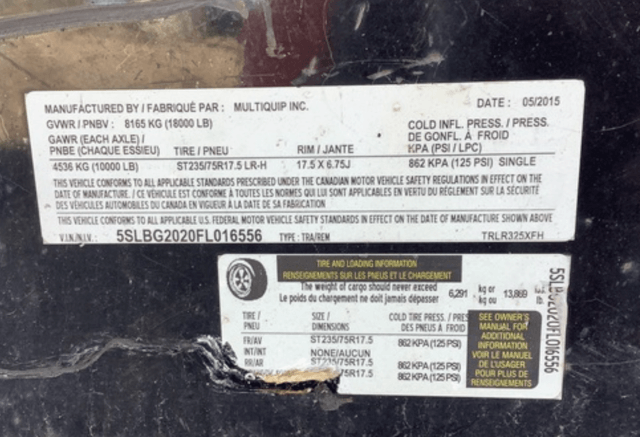 MANUFACTURED BY / FABRIQUÉ PAR : MULTIQUIP INC. DATE : 05/2015
GVWR / PNBV : 8165 KG (18000 LB)
GAWR (EACH AXLE) / PNBE (CHAQUE ESSIEU) TIRE / PNEU RIM / JANTE COLD INFL. PRESS. / PRESS. DE GONFL. À FROID KPA (PSI / LPC)
4536 KG (10000 LB) ST235/75R17.5 LR-H 17.5 X 6.75J 862 KPA (125 PSI) SINGLE
THIS VEHICLE CONFORMS TO ALL STANDARDS PRESCRIBED UNDER THE CANADIAN MOTOR VEHICLE SAFETY REGULATIONS IN EFFECT ON THE
DATE OF MANUFACTURE. / CE VÉHICULE EST CONFORME À TOUTES LES NORMES QUI LUI SONT APPLICABLES EN VERTU DU RÈGLEMENT SUR LA SÉCURITÉ
DES VÉHICULES AUTOMOBILES DU CANADA EN VIGUEUR À LA DATE DE SA FABRICATION
THIS VEHICLE CONFORMS TO ALL U.S. FEDERAL MOTOR VEHICLE SAFETY STANDARDS IN EFFECT ON THE DATE OF MANUFACTURE SHOWN ABOVE
V.I.N./N.I.V. : 5SLBG2020FL016556 TYPE : TRA/REM TRLR325XFH
TIRE AND LOADING INFORMATION
RENSEIGNEMENTS SUR LES PNEUS ET LE CHARGEMENT
The weight of cargo should never exceed 6,291 kg or 13,869 lb.
Le poids du chargement ne doit jamais dépasser kg ou
TIRE / PNEU SIZE / DIMENSIONS COLD TIRE PRESS. / PRES DES PNEUS À FROID
FR/AV ST235/75R17.5 862 KPA (125 PSI)
INT/INT NONE/AUCUN
RR/AR ST235/75R17.5 862 KPA (125 PSI)
75R17.5 862 KPA (125 PSI)
SEE OWNER'S
MANUAL FOR
ADDITIONAL
INFORMATION
VOIR LE MANUEL
DE L'USAGER
POUR PLUS DE
RENSEIGNEMENTS
5SLBG2020FL016556